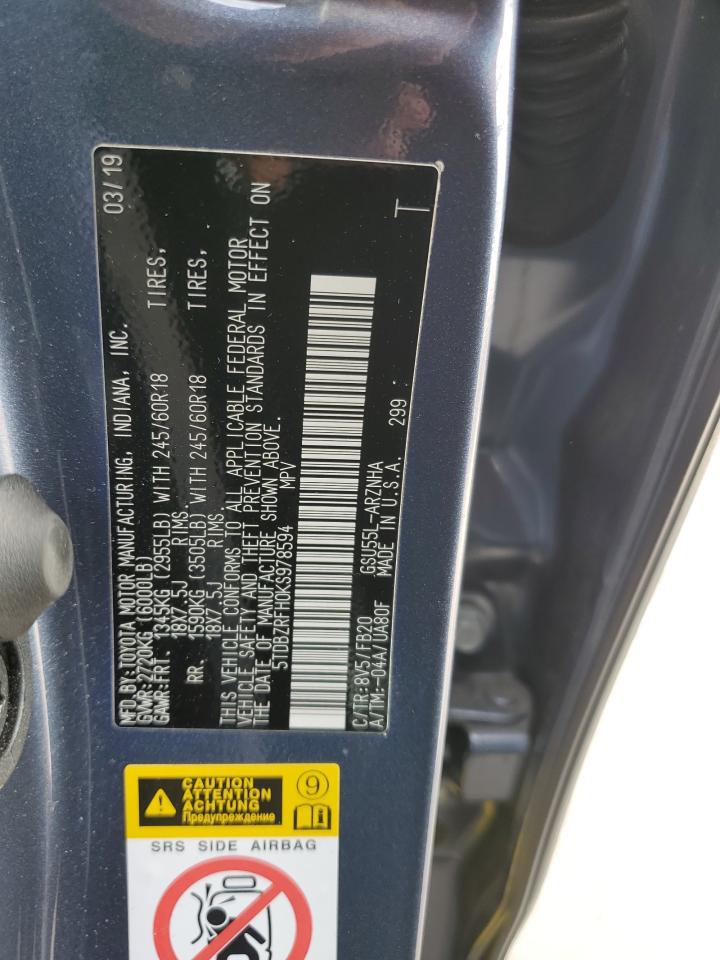 03/19
MFD.BY:TOYOTA MOTOR MANUFACTURING, INDIANA, INC.
GVWR:2720KG (6000LB)
GAWR:FRT. 1345KG (2955LB) WITH 245/60R18 TIRES,
18X7.5J RIMS.
RR. 1590KG (3505LB) WITH 245/60R18 TIRES,
18X7.5J RIMS.
THIS VEHICLE CONFORMS TO ALL APPLICABLE FEDERAL MOTOR
VEHICLE SAFETY AND THEFT PREVENTION STANDARDS IN EFFECT ON
THE DATE OF MANUFACTURE SHOWN ABOVE.
5TDBZRFH0KS978594 MPV
C/TR:8V5/FB20 GSU55L-ARZNHA
A/TM:-04A/UA80F MADE IN U.S.A. 299
T
CAUTION
ATTENTION
ACHTUNG
Предупреждение
9
SRS SIDE AIRBAG